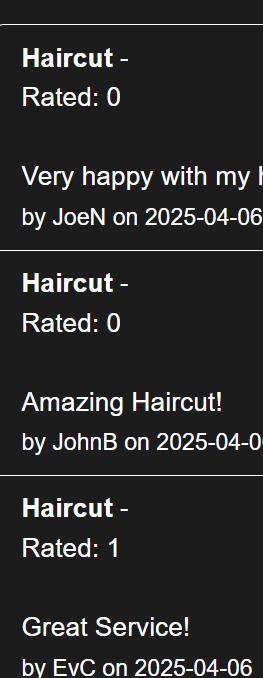 Haircut -
Rated: 0
Very happy with my
by JoeN on 2025-04-06
Haircut -
Rated: 0
Amazing Haircut!
by JohnB on 2025-04-0
Haircut -
Rated: 1
Great Service!
by EvC on 2025-04-06